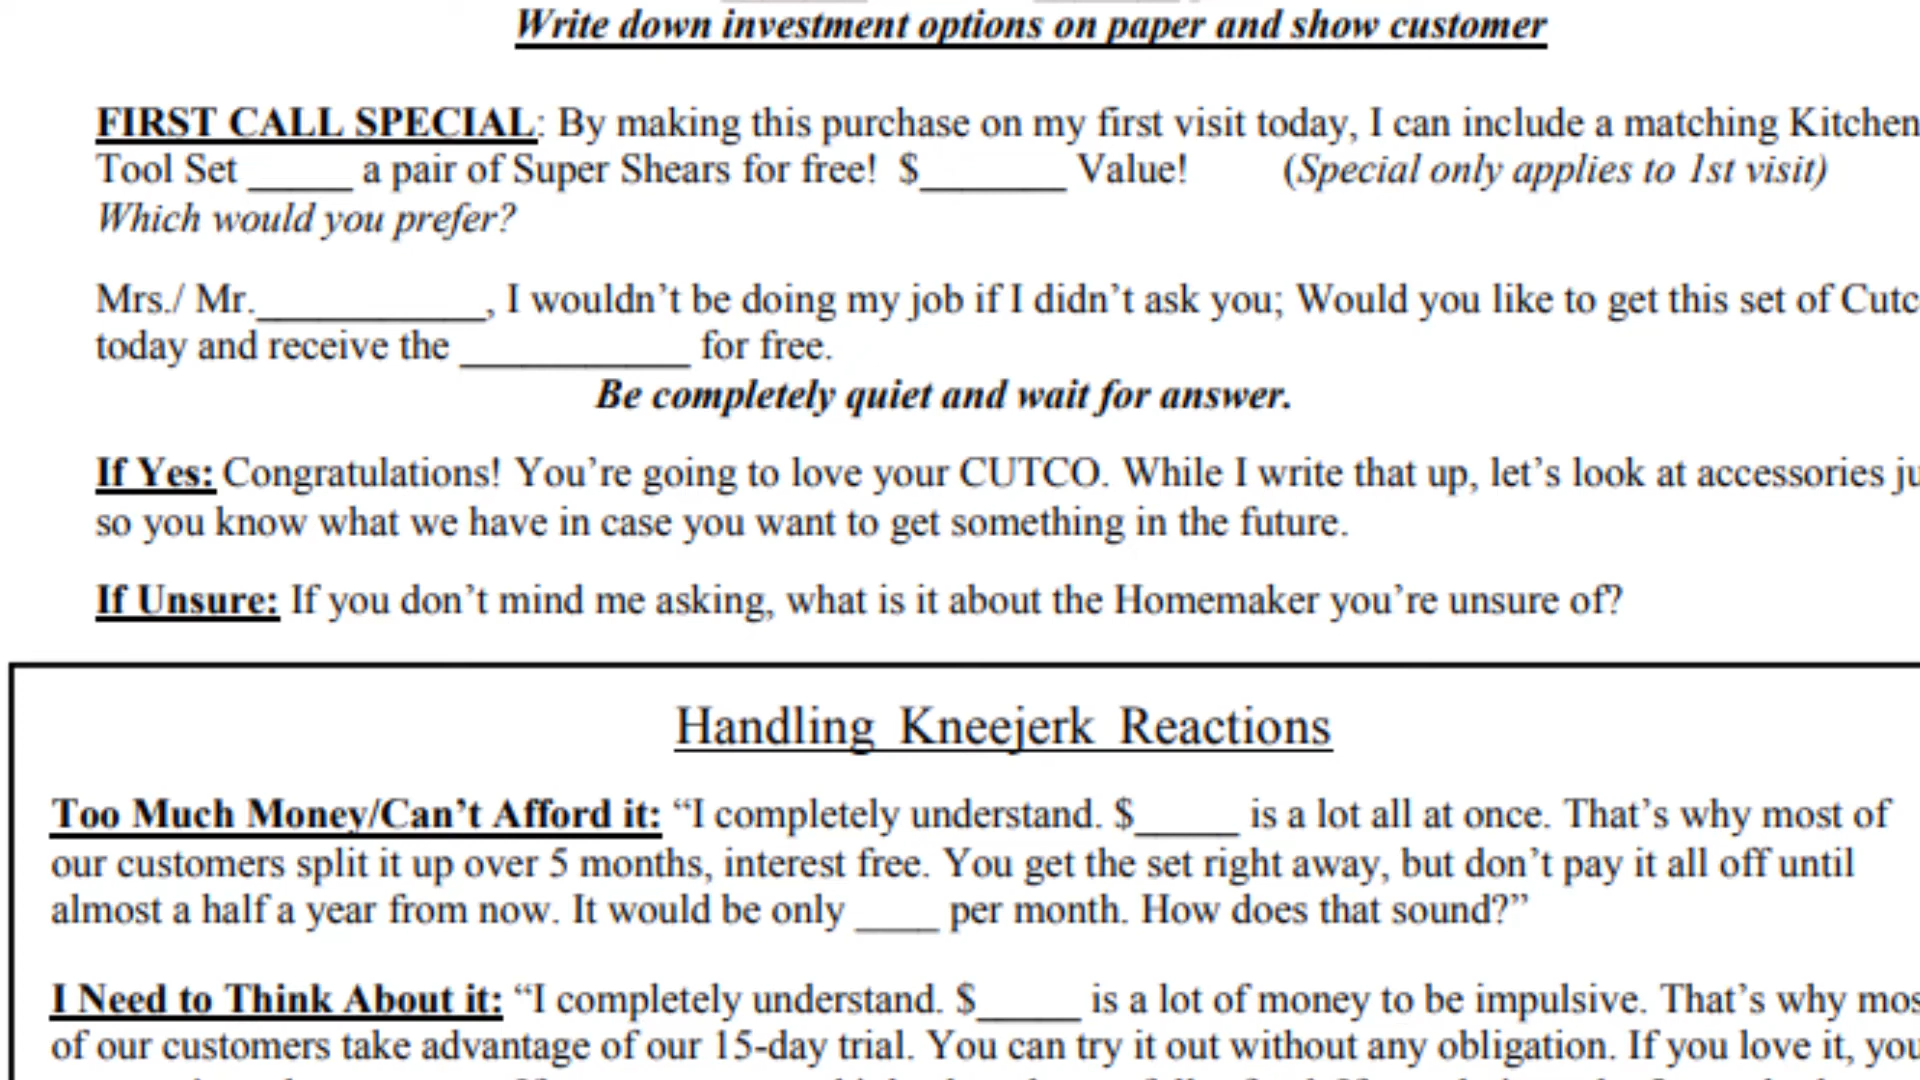 Write down investment options on paper and show customer
FIRST CALL SPECIAL: By making this purchase on my first visit today, I can include a matching Kitchen
Tool Set _____ a pair of Super Shears for free! $_______ Value! (Special only applies to 1st visit)
Which would you prefer?
Mrs./ Mr.___________, I wouldn’t be doing my job if I didn’t ask you; Would you like to get this set of Cutc
today and receive the ___________ for free.
Be completely quiet and wait for answer.
If Yes: Congratulations! You’re going to love your CUTCO. While I write that up, let’s look at accessories ju
so you know what we have in case you want to get something in the future.
If Unsure: If you don’t mind me asking, what is it about the Homemaker you’re unsure of?
Handling Kneejerk Reactions
Too Much Money/Can’t Afford it: “I completely understand. $_____ is a lot all at once. That’s why most of
our customers split it up over 5 months, interest free. You get the set right away, but don’t pay it all off until
almost a half a year from now. It would be only ____ per month. How does that sound?”
I Need to Think About it: “I completely understand. $_____ is a lot of money to be impulsive. That’s why mos
of our customers take advantage of our 15-day trial. You can try it out without any obligation. If you love it, you